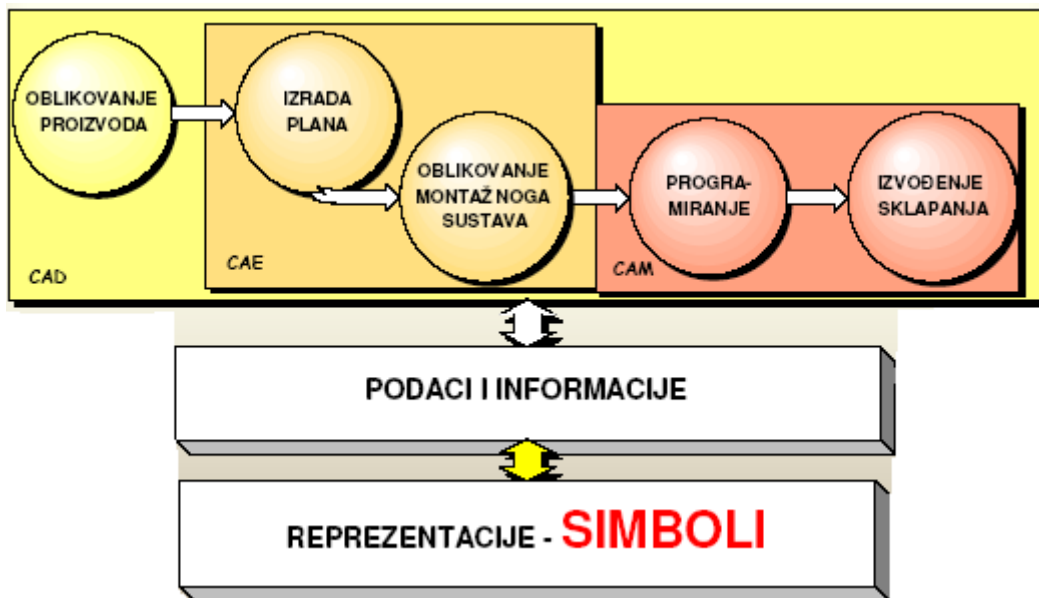 OBLIKOVANJE
PROIZVODA
IZRADA
PLANA
OBLIKOVANJE
MONTAŽNOGA
SUSTAVA
PROGRA-
MIRANJE
IZVOĐENJE
SKLAPANJA
CAD
CAE
CAM
PODACI I INFORMACIJE
REPREZENTACIJE - SIMBOLI